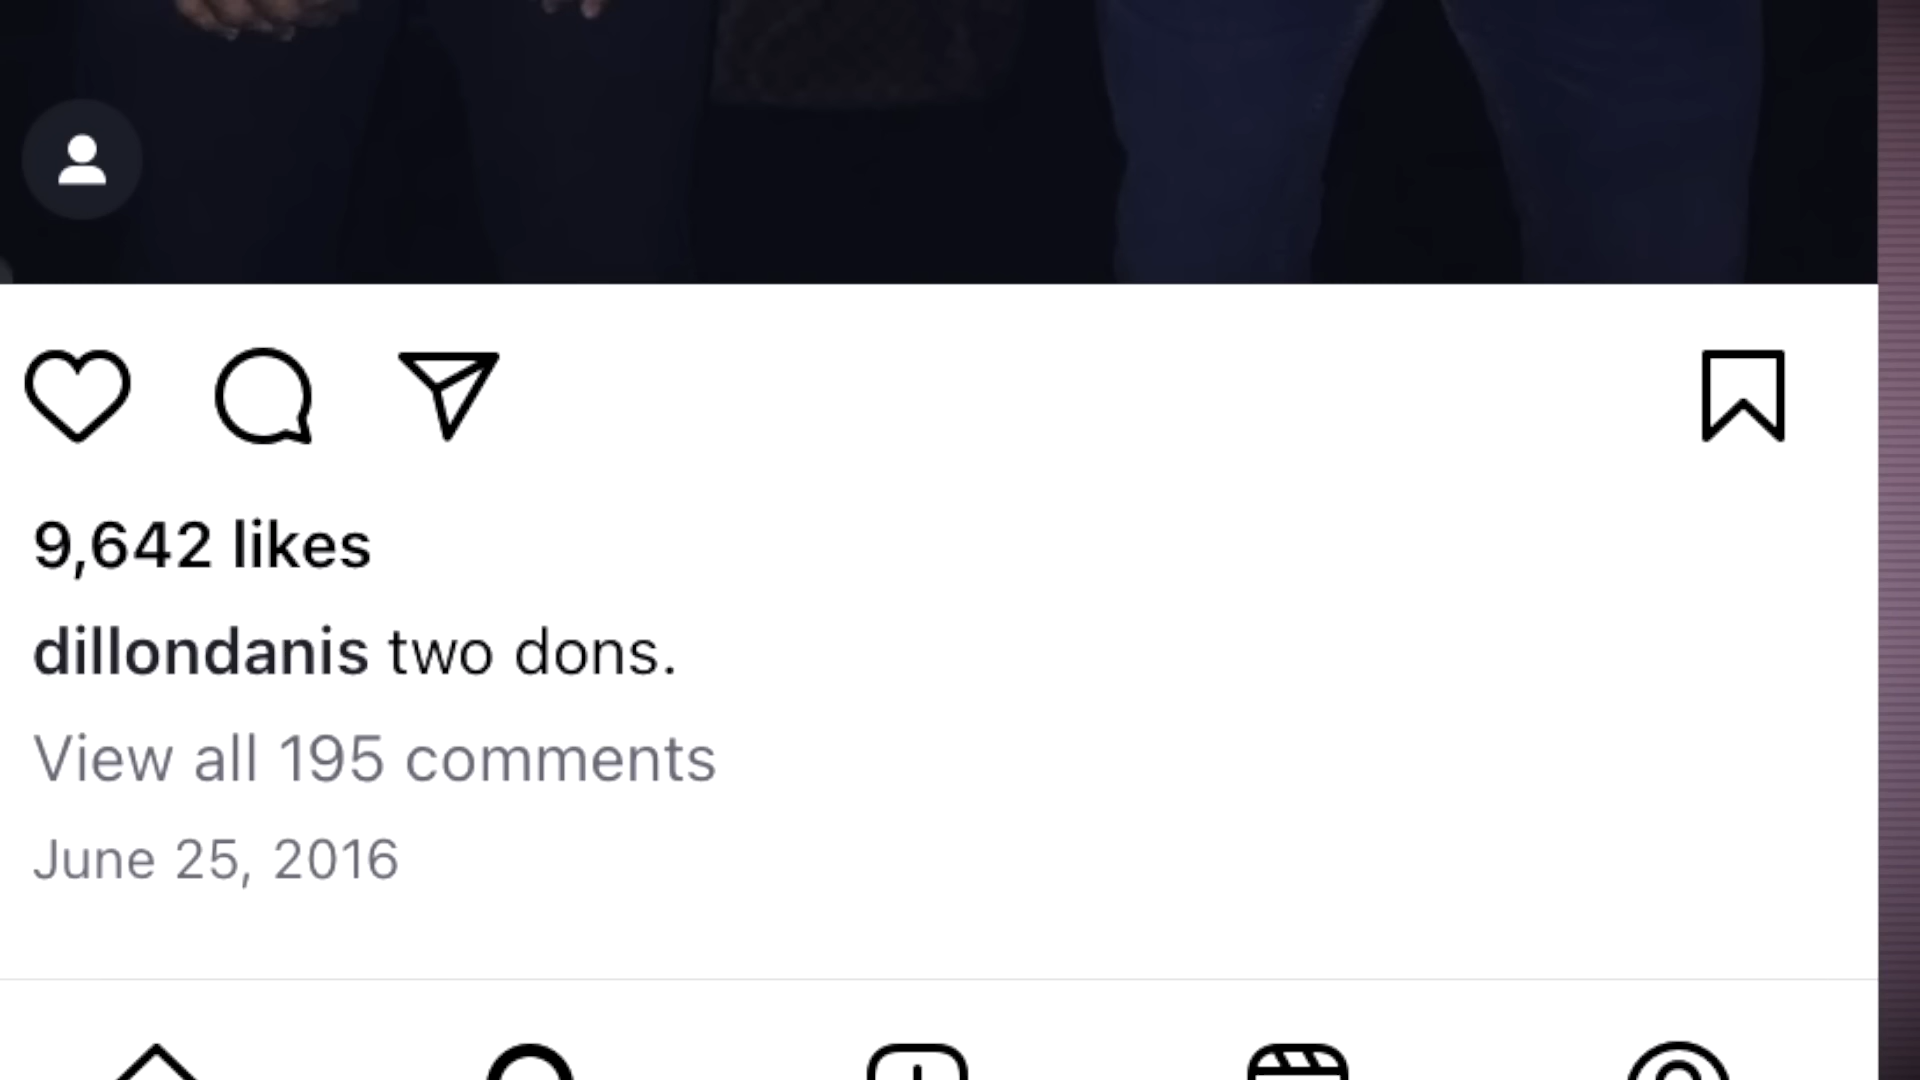 9,642 likes
dillondanis two dons.
View all 195 comments
June 25, 2016